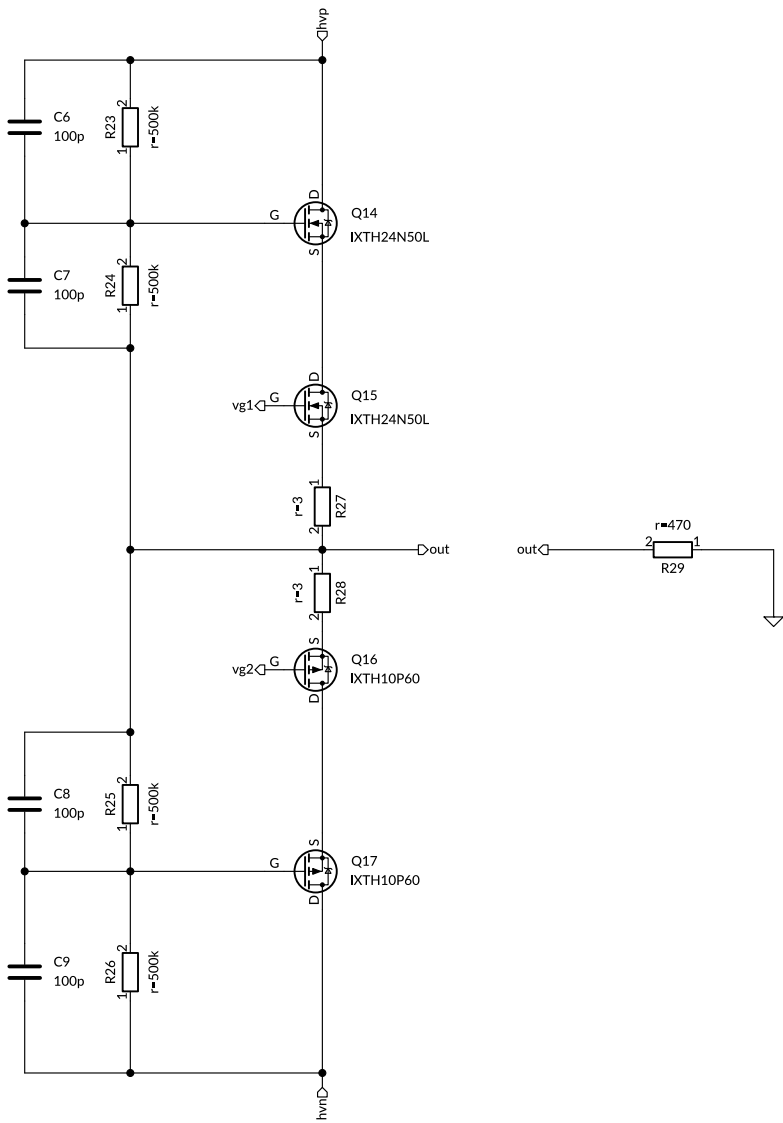 hvp
C6
100p
R23
r=500k
2
1
D
G
S
Q14
IXTH24N50L
C7
100p
R24
r=500k
2
1
D
vg1
G
S
Q15
IXTH24N50L
1
r=3
R27
2
out
out
r=470
2
1
R29
1
r=3
R28
2
S
vg2
G
D
Q16
IXTH10P60
C8
100p
R25
r=500k
2
1
S
G
D
Q17
IXTH10P60
C9
100p
R26
r=500k
2
1
hvn